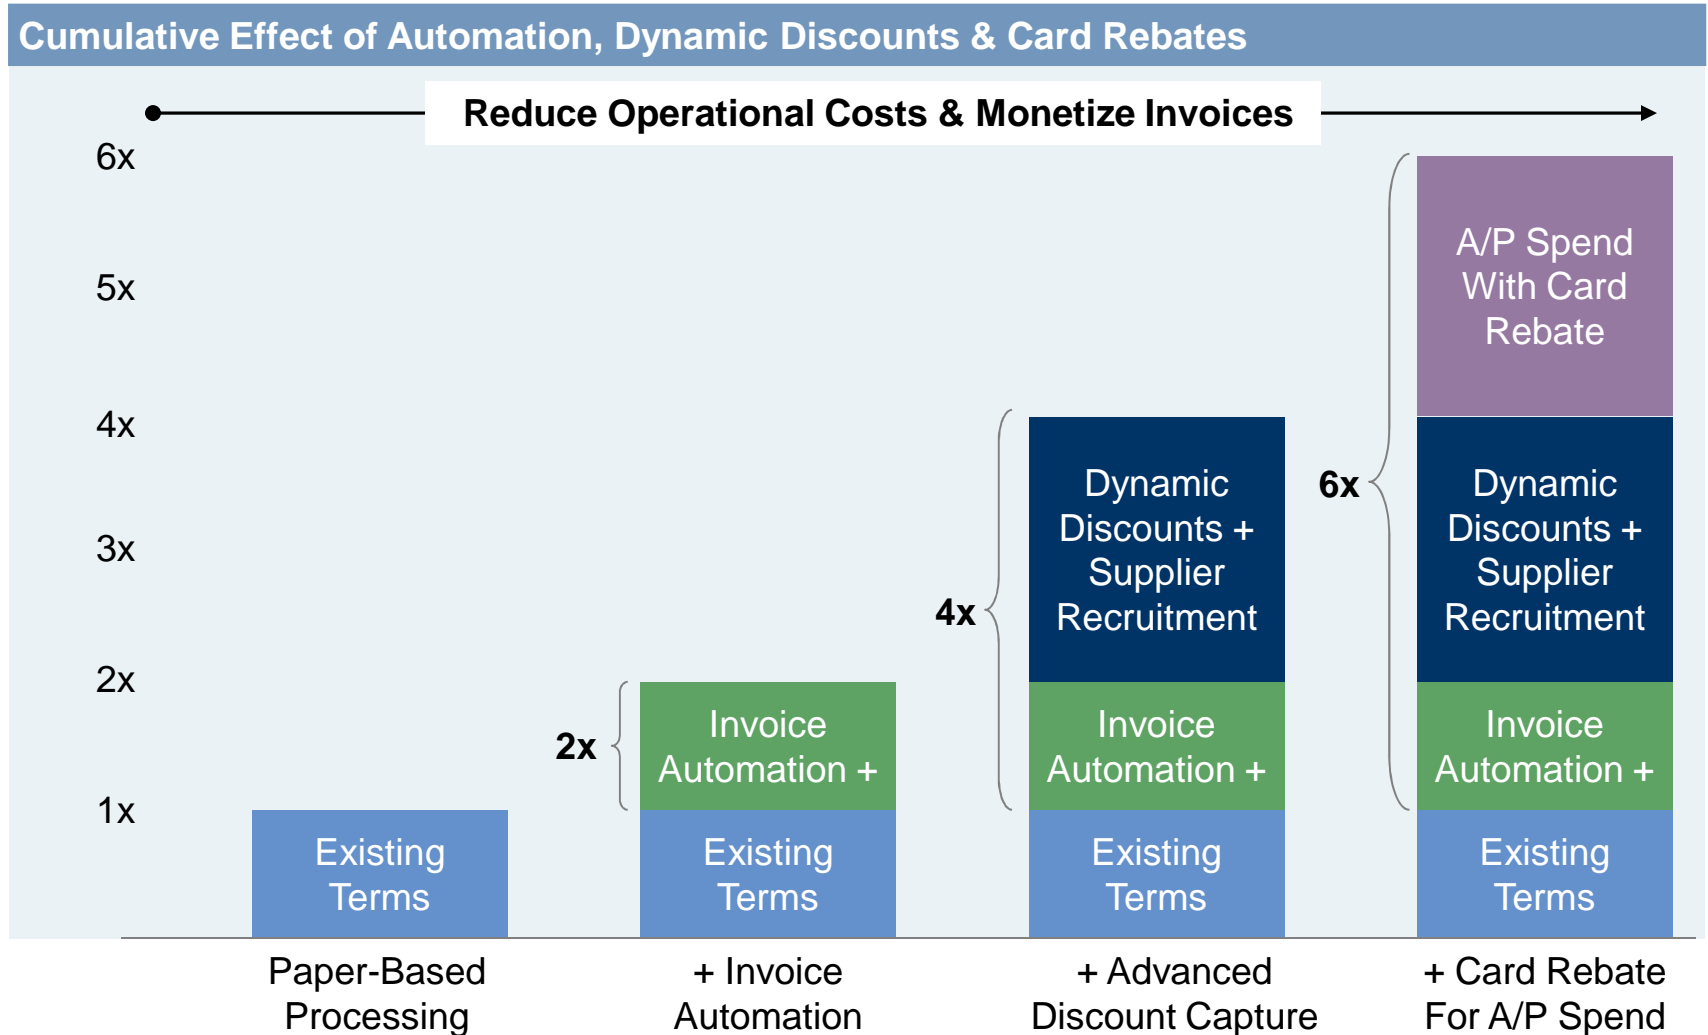 Cumulative Effect of Automation, Dynamic Discounts & Card Rebates
Reduce Operational Costs & Monetize Invoices
6x
5x
4x
3x
2x
1x
Existing
Terms
2x
Invoice
Automation +
Existing
Terms
4x
Dynamic
Discounts +
Supplier
Recruitment
Invoice
Automation +
Existing
Terms
6x
A/P Spend
With Card
Rebate
Dynamic
Discounts +
Supplier
Recruitment
Invoice
Automation +
Existing
Terms
Paper-Based
Processing
+ Invoice
Automation
+ Advanced
Discount Capture
+ Card Rebate
For A/P Spend